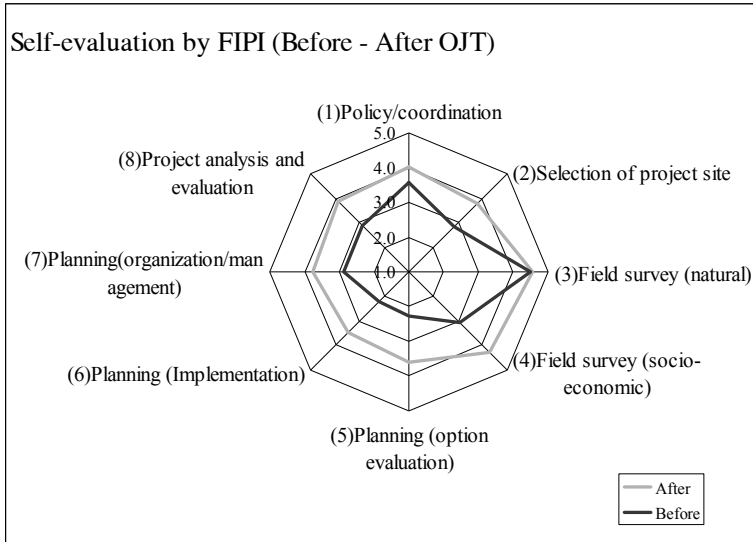 Self-evaluation by FIPI (Before - After OJT)
(1)Policy/coordination
5.0
4.0
3.0
2.0
1.0
(2)Selection of project site
(3)Field survey (natural)
(4)Field survey (socio-
economic)
(5)Planning (option
evaluation)
(6)Planning (Implementation)
(7)Planning(organization/man
agement)
(8)Project analysis and
evaluation
After
Before